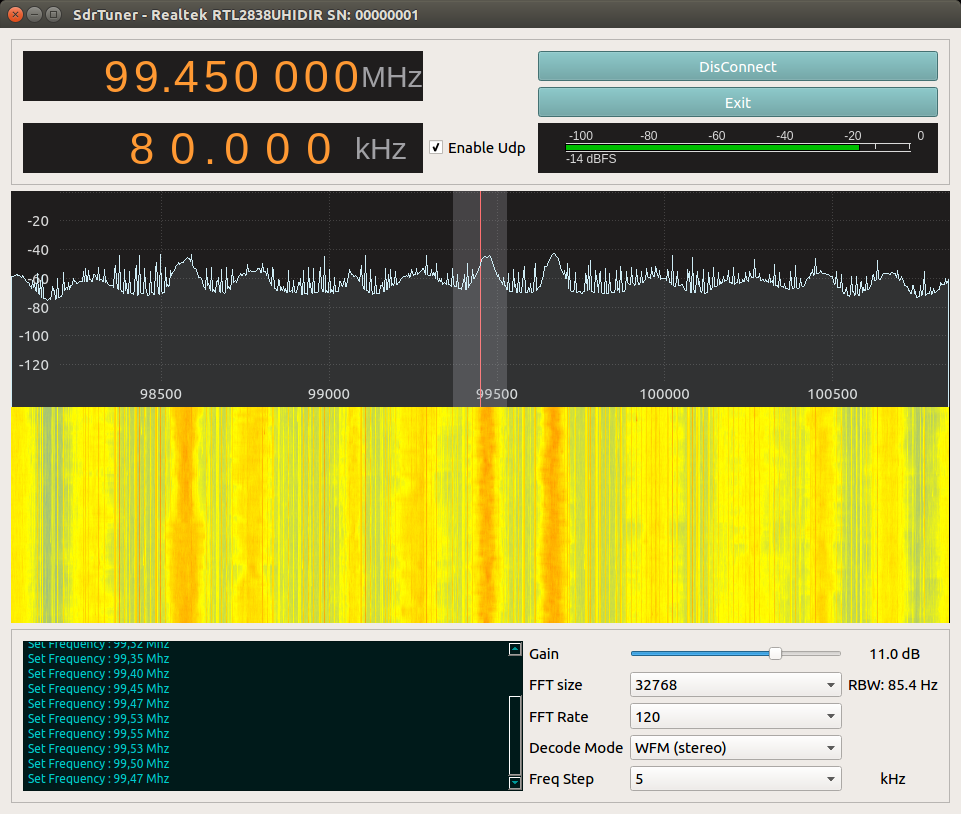 SdrTuner - Realtek RTL2838UHIDIR SN: 00000001
99.450 000 MHz
DisConnect
Exit
80.000 kHz
Enable Udp
-100 -80 -60 -40 -20 0
-14 dBFS
-20
-40
-60
-80
-100
-120
98500 99000 99500 100000 100500
Set Frequency : 99,32 Mhz
Set Frequency : 99,35 Mhz
Set Frequency : 99,40 Mhz
Set Frequency : 99,45 Mhz
Set Frequency : 99,47 Mhz
Set Frequency : 99,53 Mhz
Set Frequency : 99,55 Mhz
Set Frequency : 99,53 Mhz
Set Frequency : 99,50 Mhz
Set Frequency : 99,47 Mhz
Gain 11.0 dB
FFT size 32768 RBW: 85.4 Hz
FFT Rate 120
Decode Mode WFM (stereo)
Freq Step 5 kHz